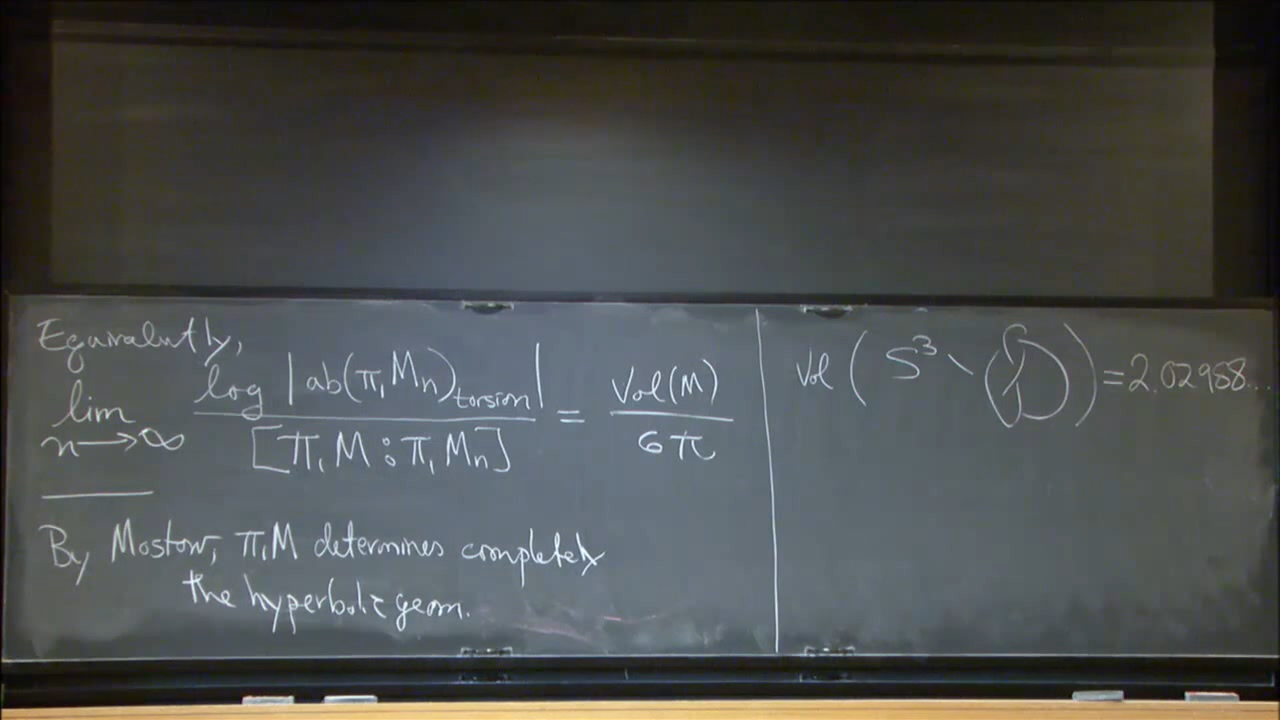 Equivalently,
lim n→∞ log |ab(π₁Mₙ)torsion| / [π₁M : π₁Mₙ] = Vol(M) / 6π
By Mostow, π₁M determines completely
the hyperbolic geom.
Vol ( S³ \ ) = 2.02988...